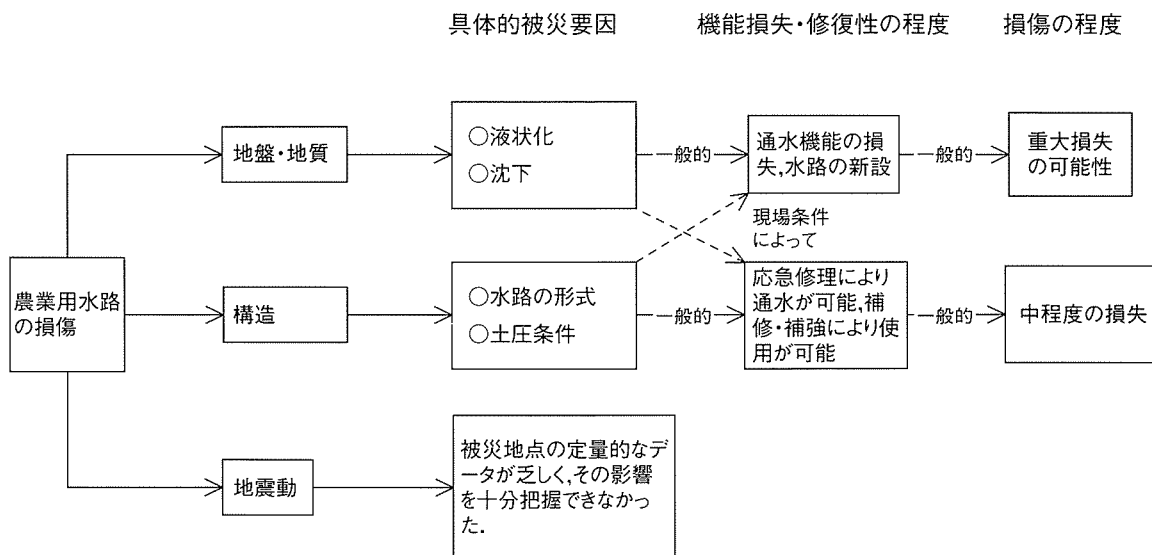 具体的被災要因
機能損失・修復性の程度
損傷の程度
地盤・地質
○液状化
○沈下
一般的
通水機能の損
失,水路の新設
一般的
重大損失
の可能性
現場条件
によって
農業用水路
の損傷
構造
○水路の形式
○土圧条件
一般的
応急修理により
通水が可能,補
修・補強により使
用が可能
一般的
中程度の損失
地震動
被災地点の定量的なデ
ータが乏しく,その影響
を十分把握できなかっ
た.